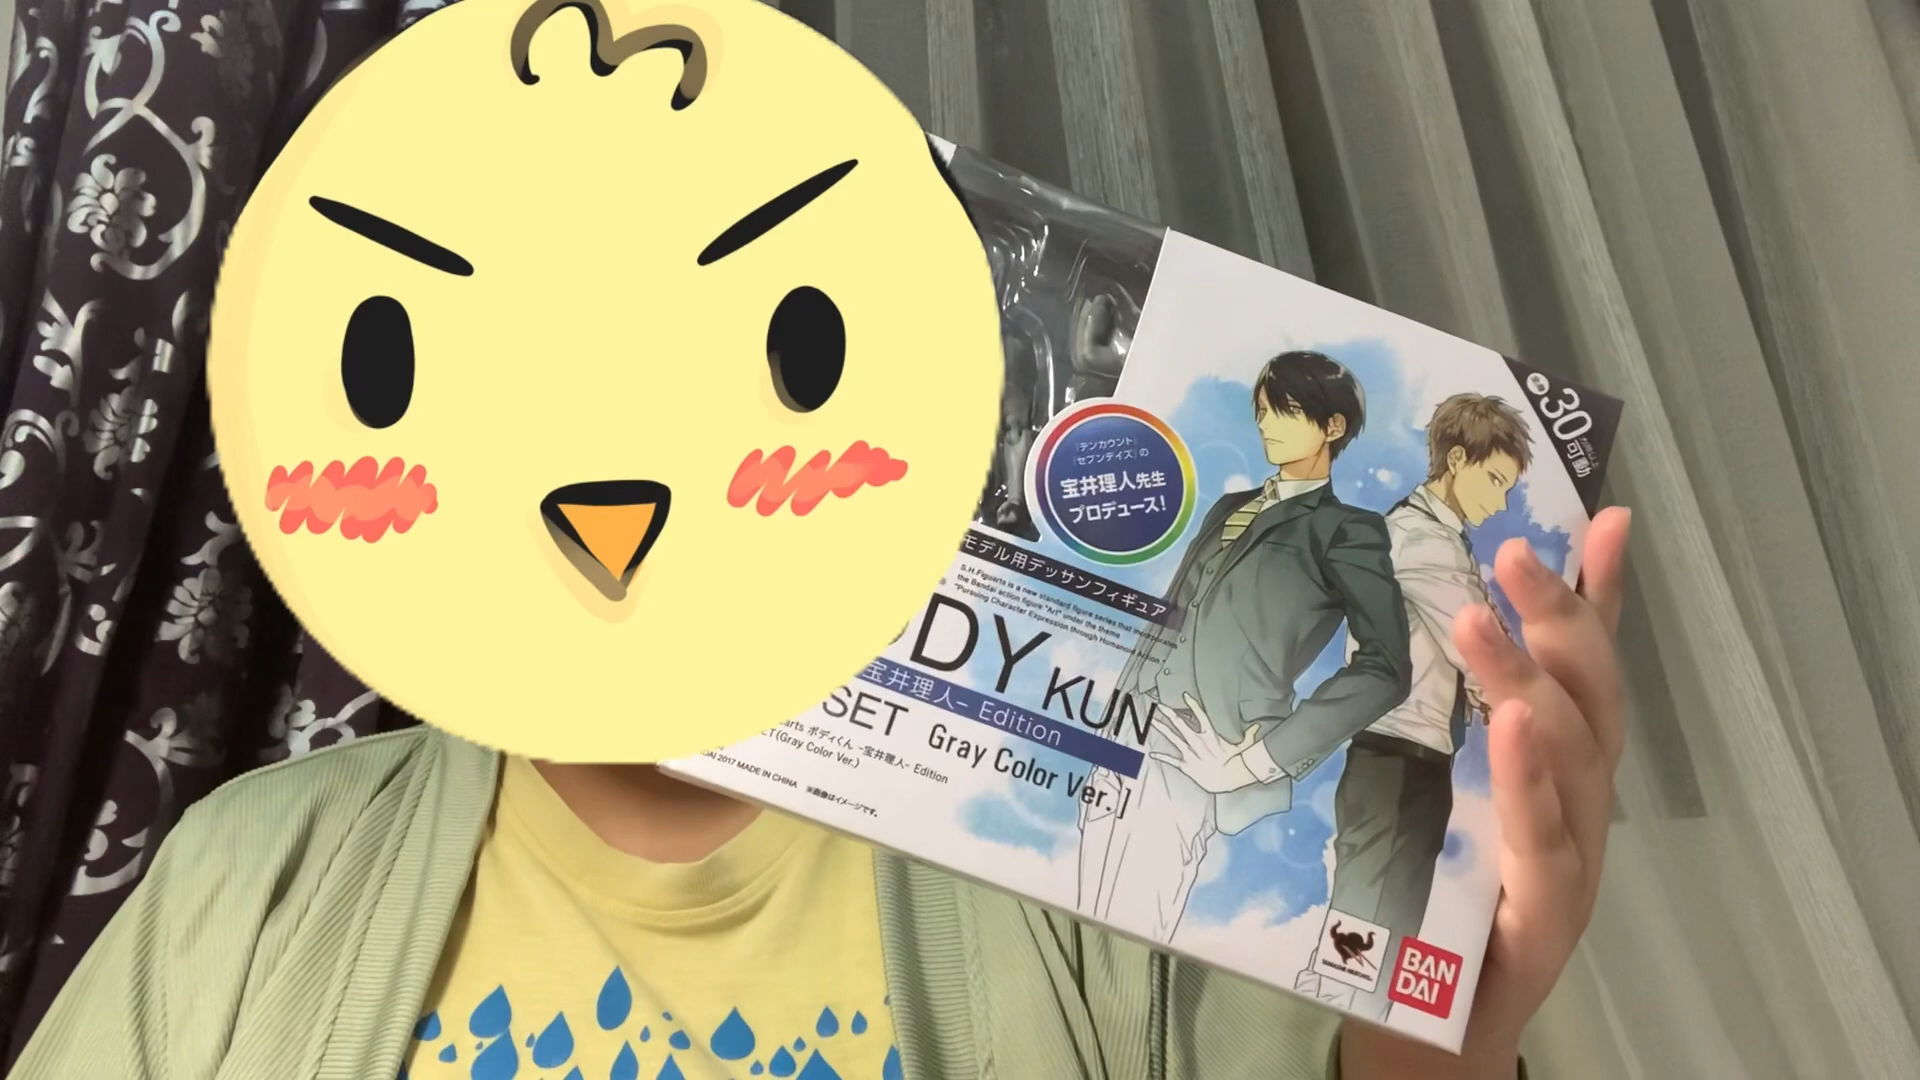 全身
30
可動
『テンカウント』
『セブンデイズ』の
宝井理人先生
プロデュース！
モデル用デッサンフィギュア
S.H.Figuarts is a new standard figure series that incorporates
the Bandai action figure "Art" under the theme
"Pursuing Character Expression through Humanoid Action."
DY KUN
宝井理人- Edition
SET Gray Color Ver.]
arts ボディくん -宝井理人- Edition
(Gray Color Ver.)
2017 MADE IN CHINA ※画像はイメージです。
BAN
DAI